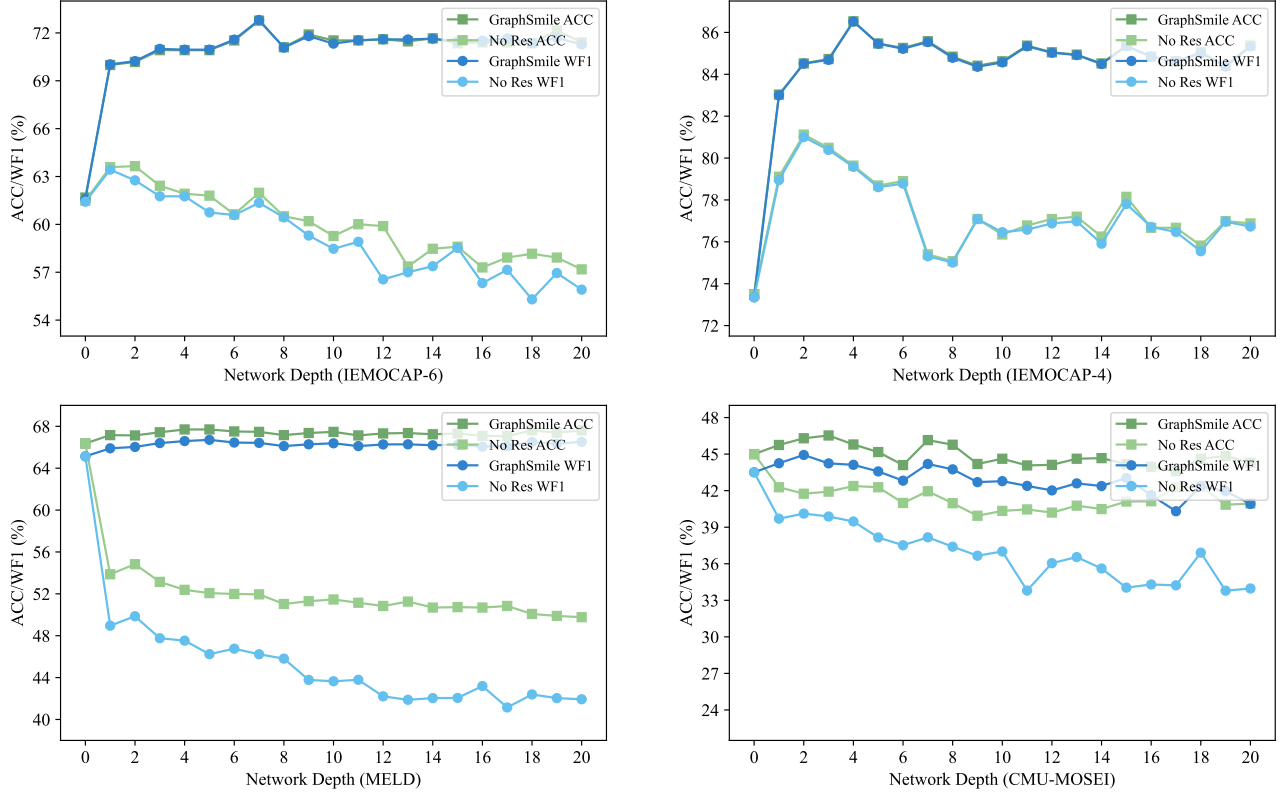 72
69
66
63
60
57
54
ACC/WF1 (%)
0 2 4 6 8 10 12 14 16 18 20
Network Depth (IEMOCAP-6)
GraphSmile ACC
No Res ACC
GraphSmile WF1
No Res WF1
86
84
82
80
78
76
74
72
ACC/WF1 (%)
0 2 4 6 8 10 12 14 16 18 20
Network Depth (IEMOCAP-4)
GraphSmile ACC
No Res ACC
GraphSmile WF1
No Res WF1
68
64
60
56
52
48
44
40
ACC/WF1 (%)
0 2 4 6 8 10 12 14 16 18 20
Network Depth (MELD)
GraphSmile ACC
No Res ACC
GraphSmile WF1
No Res WF1
48
45
42
39
36
33
30
27
24
ACC/WF1 (%)
0 2 4 6 8 10 12 14 16 18 20
Network Depth (CMU-MOSEI)
GraphSmile ACC
No Res ACC
GraphSmile WF1
No Res WF1